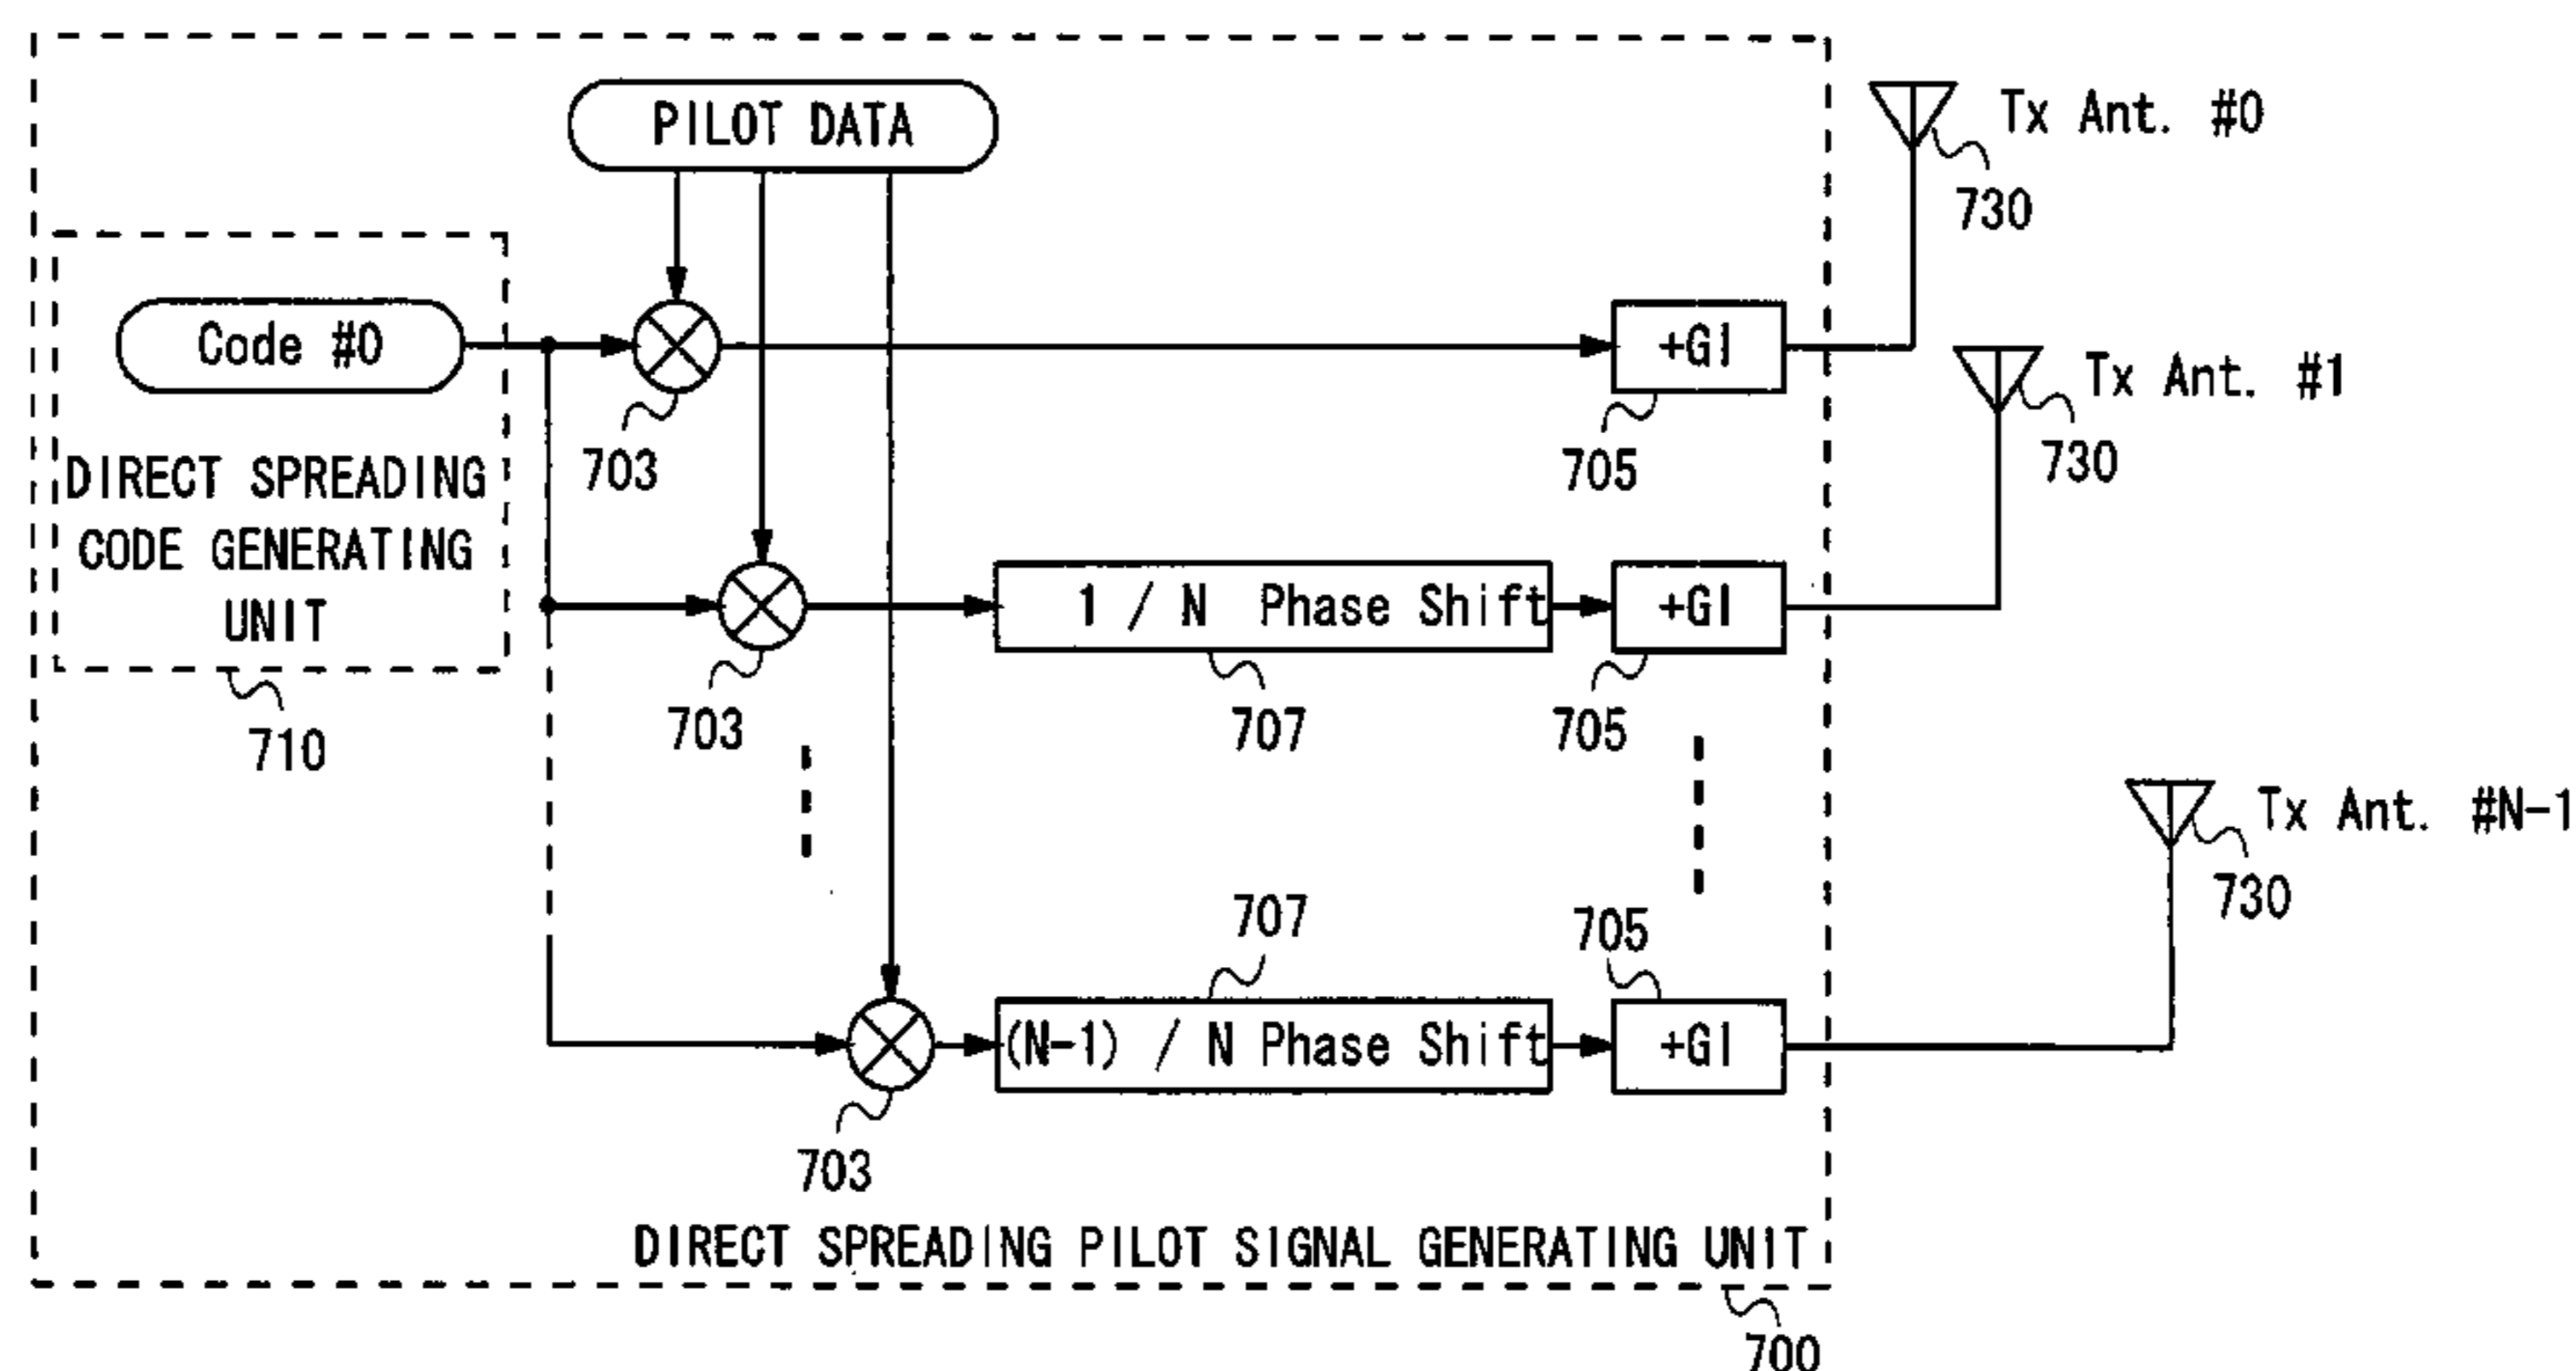 PILOT DATA
Tx Ant. #0
730
Code #0
+GI
Tx Ant. #1
730
703
705
DIRECT SPREADING
CODE GENERATING
UNIT
1 / N Phase Shift
+GI
710
703
707
705
Tx Ant. #N-1
730
707
705
(N-1) / N Phase Shift
+GI
703
DIRECT SPREADING PILOT SIGNAL GENERATING UNIT
700